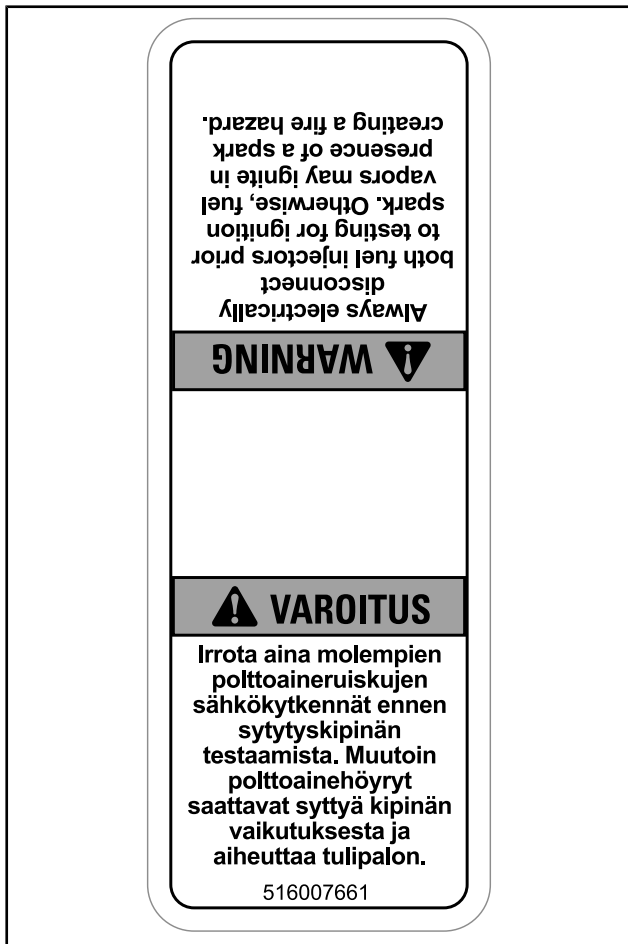 WARNING
Always electrically
disconnect
both fuel injectors prior
to testing for ignition
spark. Otherwise, fuel
vapors may ignite in
presence of a spark
creating a fire hazard.
VAROITUS
Irrota aina molempien
polttoaineruiskujen
sähkökytkennät ennen
sytytyskipinän
testaamista. Muutoin
polttoainehöyryt
saattavat syttyä kipinän
vaikutuksesta ja
aiheuttaa tulipalon.
516007661